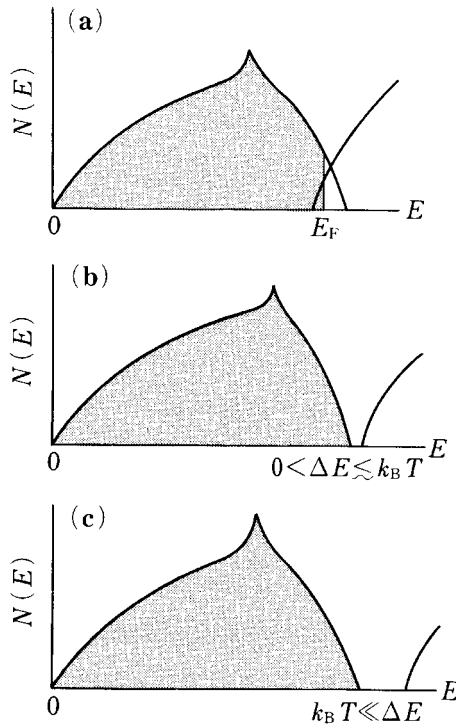 (a)
N(E)
0
E_F
E
(b)
N(E)
0
E
0 < ΔE ≲ k_B T
(c)
N(E)
0
E
k_B T ≪ ΔE